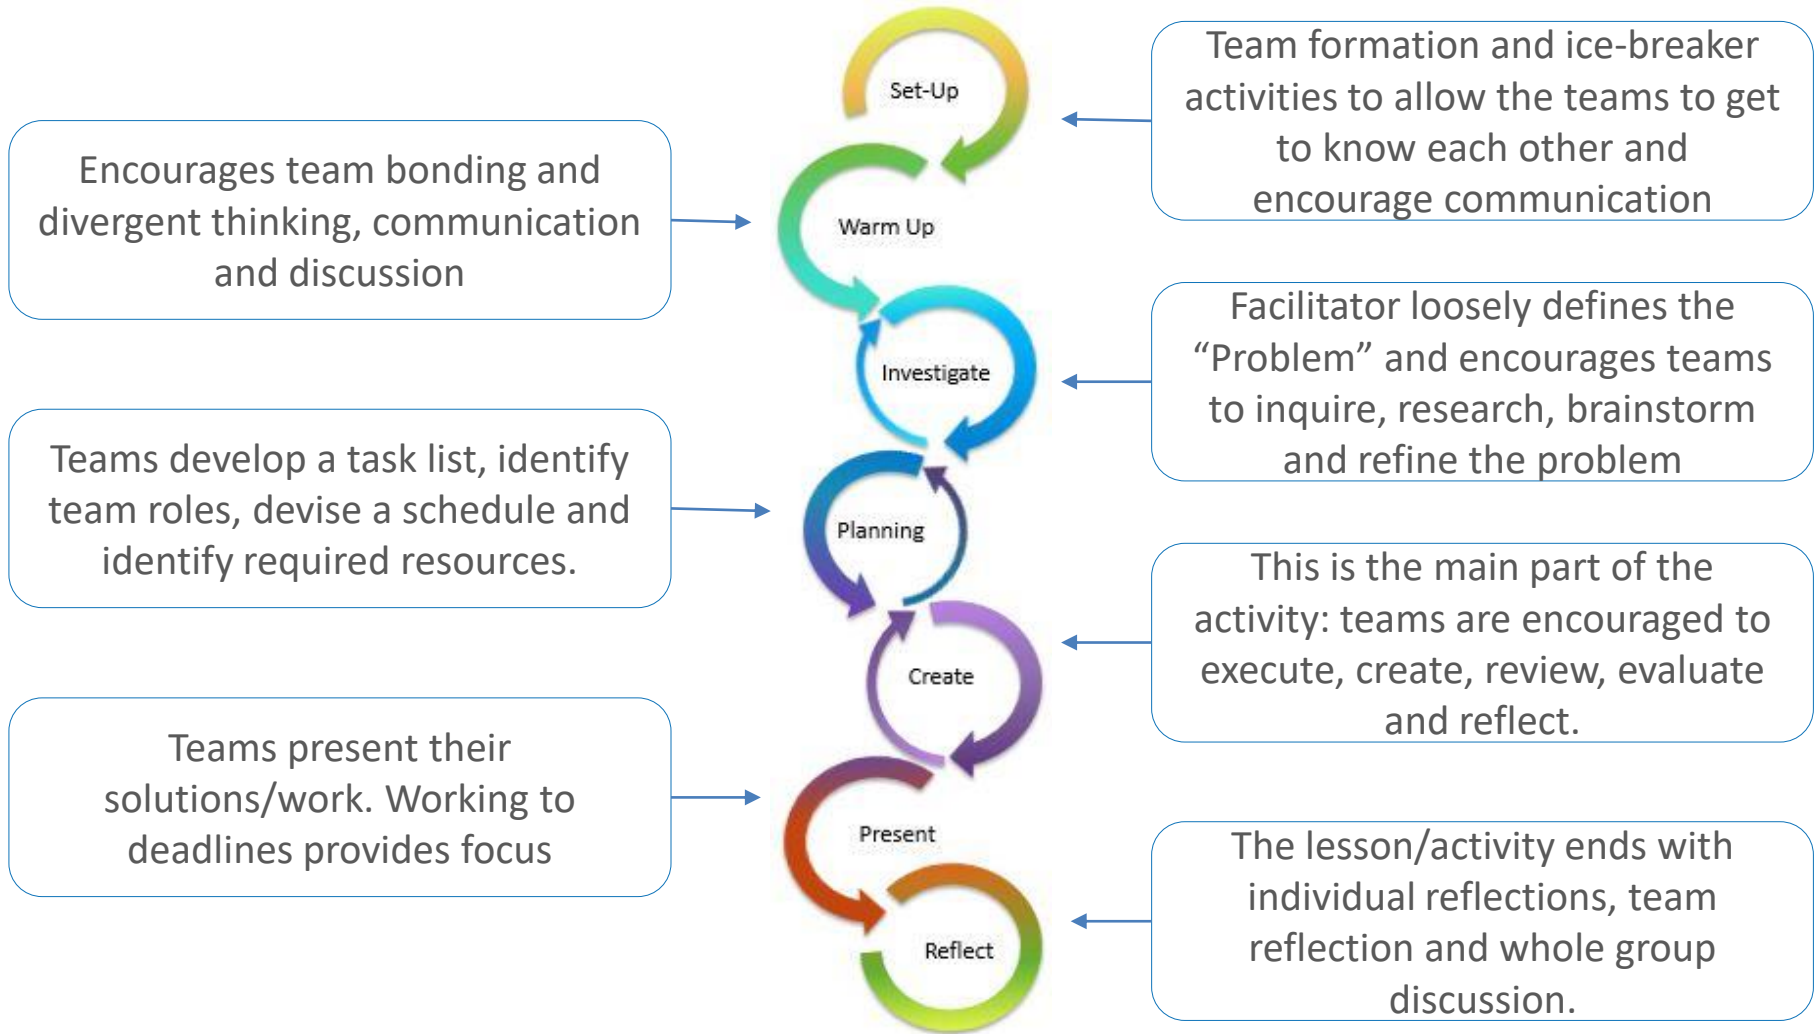 Set-Up
Team formation and ice-breaker
activities to allow the teams to get
to know each other and
encourage communication
Encourages team bonding and
divergent thinking, communication
and discussion
Warm Up
Facilitator loosely defines the
“Problem” and encourages teams
to inquire, research, brainstorm
and refine the problem
Investigate
Teams develop a task list, identify
team roles, devise a schedule and
identify required resources.
Planning
This is the main part of the
activity: teams are encouraged to
execute, create, review, evaluate
and reflect.
Create
Teams present their
solutions/work. Working to
deadlines provides focus
Present
The lesson/activity ends with
individual reflections, team
reflection and whole group
discussion.
Reflect